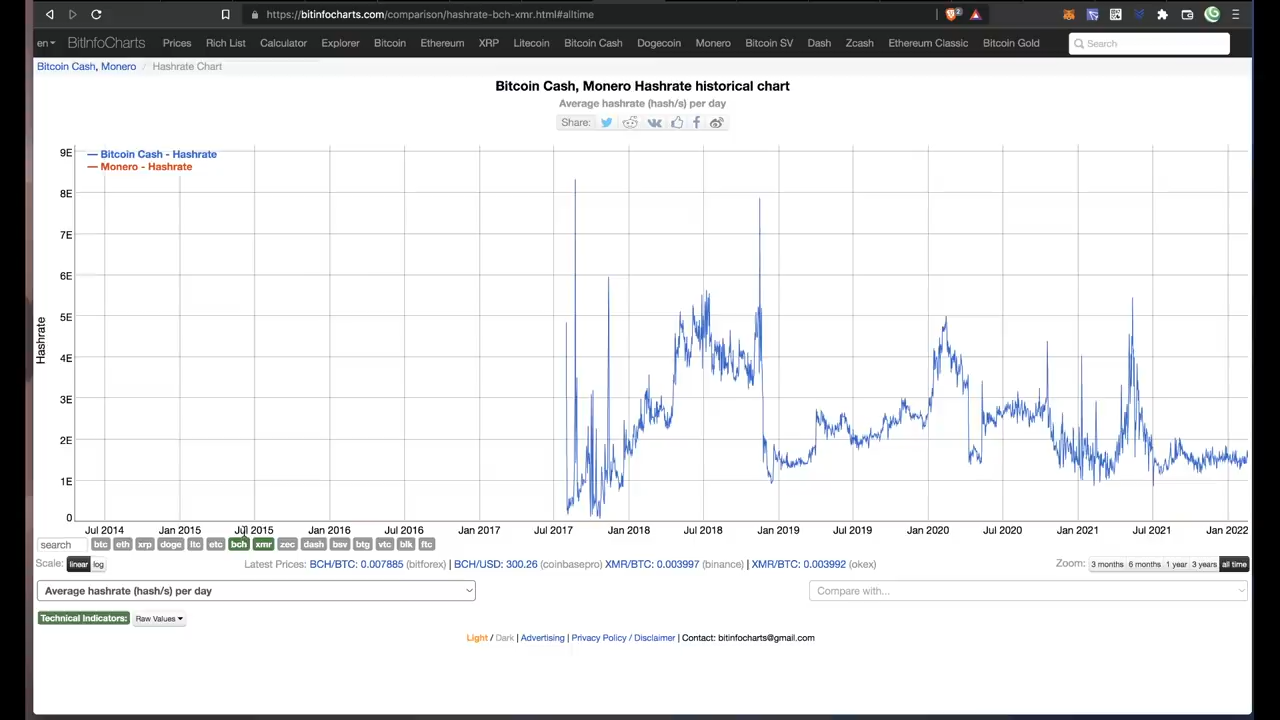 https://bitinfocharts.com/comparison/hashrate-bch-xmr.html#alltime
2
en BitInfoCharts Prices Rich List Calculator Explorer Bitcoin Ethereum XRP Litecoin Bitcoin Cash Dogecoin Monero Bitcoin SV Dash Zcash Ethereum Classic Bitcoin Gold Search
Bitcoin Cash, Monero / Hashrate Chart
Bitcoin Cash, Monero Hashrate historical chart
Average hashrate (hash/s) per day
Share:
Bitcoin Cash - Hashrate
Monero - Hashrate
9E
8E
7E
6E
5E
4E
3E
2E
1E
0
Hashrate
Jul 2014 Jan 2015 Jul 2015 Jan 2016 Jul 2016 Jan 2017 Jul 2017 Jan 2018 Jul 2018 Jan 2019 Jul 2019 Jan 2020 Jul 2020 Jan 2021 Jul 2021 Jan 2022
search btc eth xrp doge ltc etc bch xmr zec dash bsv btg vtc blk ftc
Scale: linear log Latest Prices: BCH/BTC: 0.007885 (bitforex) | BCH/USD: 300.26 (coinbasepro) XMR/BTC: 0.003997 (binance) | XMR/BTC: 0.003992 (okex) Zoom: 3 months 6 months 1 year 3 years all time
Average hashrate (hash/s) per day Compare with...
Technical Indicators: Raw Values
Light / Dark | Advertising | Privacy Policy / Disclaimer | Contact: bitinfocharts@gmail.com